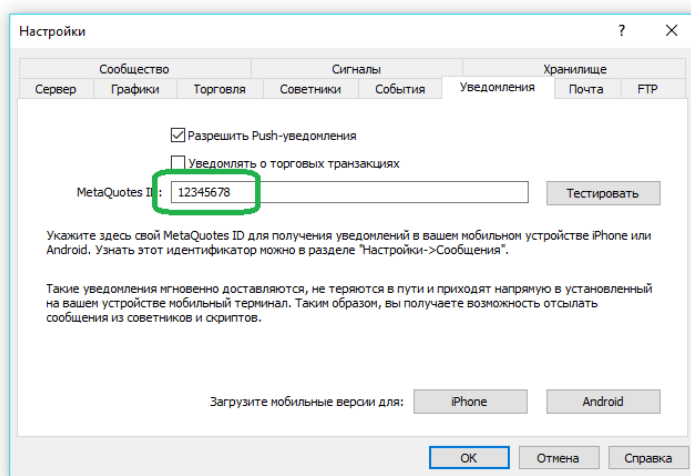 Настройки
?
Сообщество Сигналы Хранилище
Сервер Графики Торговля Советники События Уведомления Почта FTP
Разрешить Push-уведомления
Уведомлять о торговых транзакциях
MetaQuotes ID: 12345678 Тестировать
Укажите здесь свой MetaQuotes ID для получения уведомлений в вашем мобильном устройстве iPhone или
Android. Узнать этот идентификатор можно в разделе "Настройки->Сообщения".
Такие уведомления мгновенно доставляются, не теряются в пути и приходят напрямую в установленный
на вашем устройстве мобильный терминал. Таким образом, вы получаете возможность отсылать
сообщения из советников и скриптов.
Загрузите мобильные версии для: iPhone Android
OK Отмена Справка